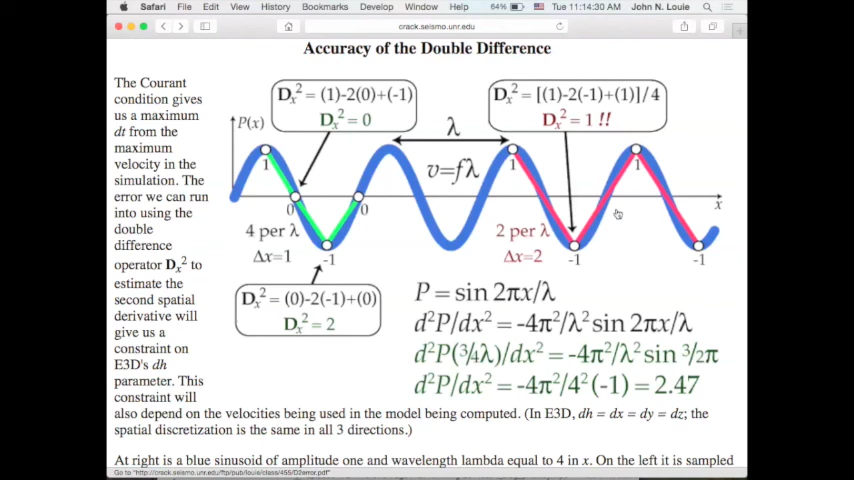 Safari File Edit View History Bookmarks Develop Window Help 64% Tue 11:14:30 AM John N. Louie
crack.seismo.unr.edu
Accuracy of the Double Difference
The Courant
condition gives
us a maximum
dt from the
maximum
velocity in the
simulation. The
error we can run
into using the
double
difference
operator Dₓ² to
estimate the
second spatial
derivative will
give us a
constraint on
E3D's dh
parameter. This
constraint will
also depend on the velocities being used in the model being computed. (In E3D, dh = dx = dy = dz; the
spatial discretization is the same in all 3 directions.)
Dₓ² = (1)-2(0)+(-1)
Dₓ² = 0
Dₓ² = [(1)-2(-1)+(1)]/4
Dₓ² = 1 !!
P(x)
λ
v=fλ
x
1
0
0
-1
1
-1
1
-1
4 per λ
Δx=1
2 per λ
Δx=2
Dₓ² = (0)-2(-1)+(0)
Dₓ² = 2
P = sin 2πx/λ
d²P/dx² = -4π²/λ² sin 2πx/λ
d²P(¾λ)/dx² = -4π²/λ² sin ³/₂π
d²P/dx² = -4π²/4² (-1) = 2.47
At right is a blue sinusoid of amplitude one and wavelength lambda equal to 4 in x. On the left it is sampled
Go to "http://crack.seismo.unr.edu/ftp/pub/louie/class/455/D2error.pdf"